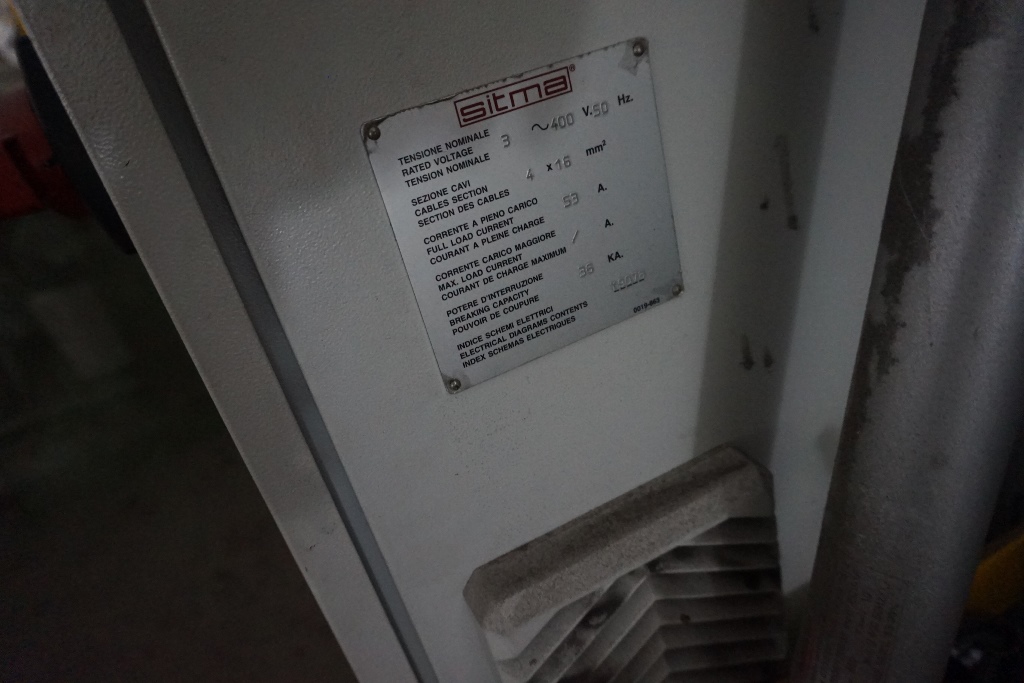 sitma®
TENSIONE NOMINALE
RATED VOLTAGE 3 ~400 V.50 Hz.
TENSION NOMINALE
SEZIONE CAVI
CABLES SECTION 4 x 16 mm²
SECTION DES CABLES
CORRENTE A PIENO CARICO
FULL LOAD CURRENT 53 A.
COURANT A PLEINE CHARGE
CORRENTE CARICO MAGGIORE
MAX. LOAD CURRENT / A.
COURANT DE CHARGE MAXIMUM
POTERE D'INTERRUZIONE
BREAKING CAPACITY 36 KA.
POUVOIR DE COUPURE
INDICE SCHEMI ELETTRICI
ELECTRICAL DIAGRAMS CONTENTS
INDEX SCHEMAS ELECTRIQUES